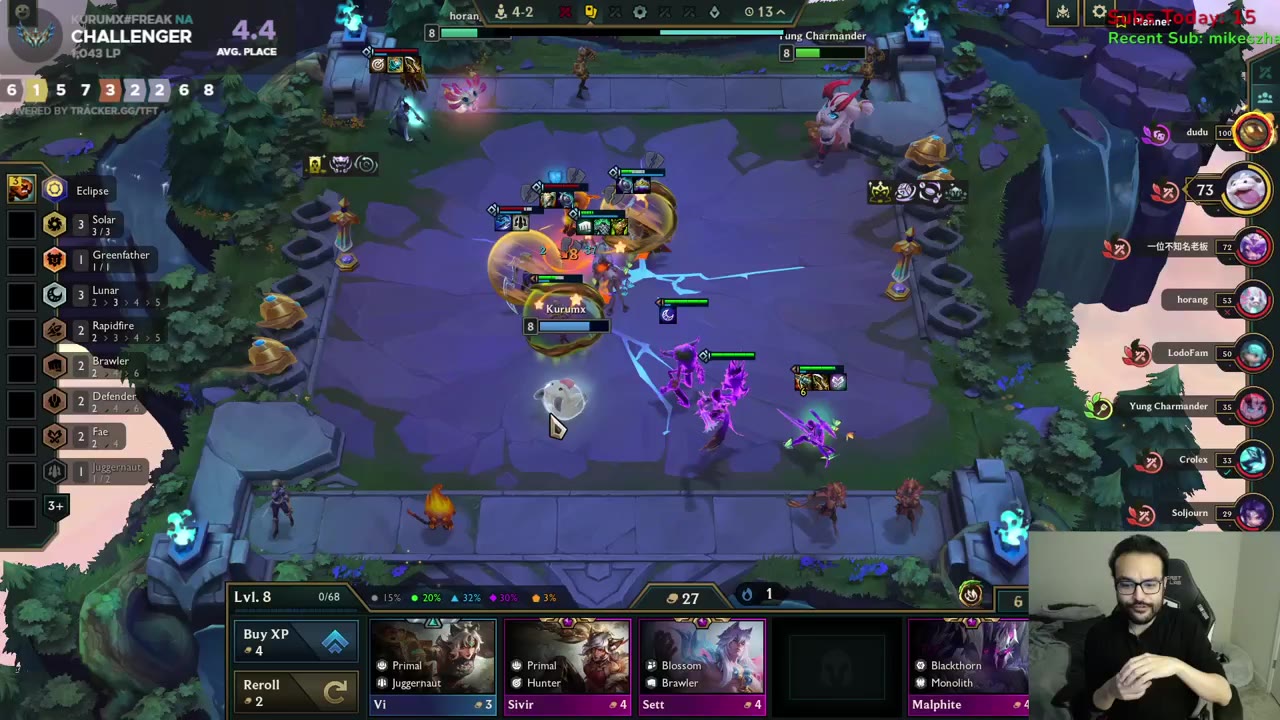 KURUMX#FREAK NA
CHALLENGER
1,043 LP
4.4
AVG. PLACE
6 1 5 7 3 2 2 6 8
POWERED BY TRACKER.GG/TFT
horan
8
4-2
13
Yung Charmander
8
Planner
Subs Today: 15
Recent Sub: mikeszhe
Eclipse
3 Solar
3 / 3
1 Greenfather
1 / 1
3 Lunar
2 > 3 > 4 > 5
2 Rapidfire
2 > 3 > 4 > 5
2 Brawler
2 4 6
2 Defender
2 4 6
2 Fae
2 4
1 Juggernaut
1 / 2
3+
dudu 100
73
一位不知名老板 72
horang 53
LodoFam 50
Yung Charmander 35
Crolex 33
Soljourn 29
Kurumx
8
Lvl. 8 0/68
15% 20% 32% 30% 3%
27
1
6
Buy XP
4
Reroll
2
Primal
Juggernaut
Vi 3
Primal
Hunter
Sivir 4
Blossom
Brawler
Sett 4
Blackthorn
Monolith
Malphite 4